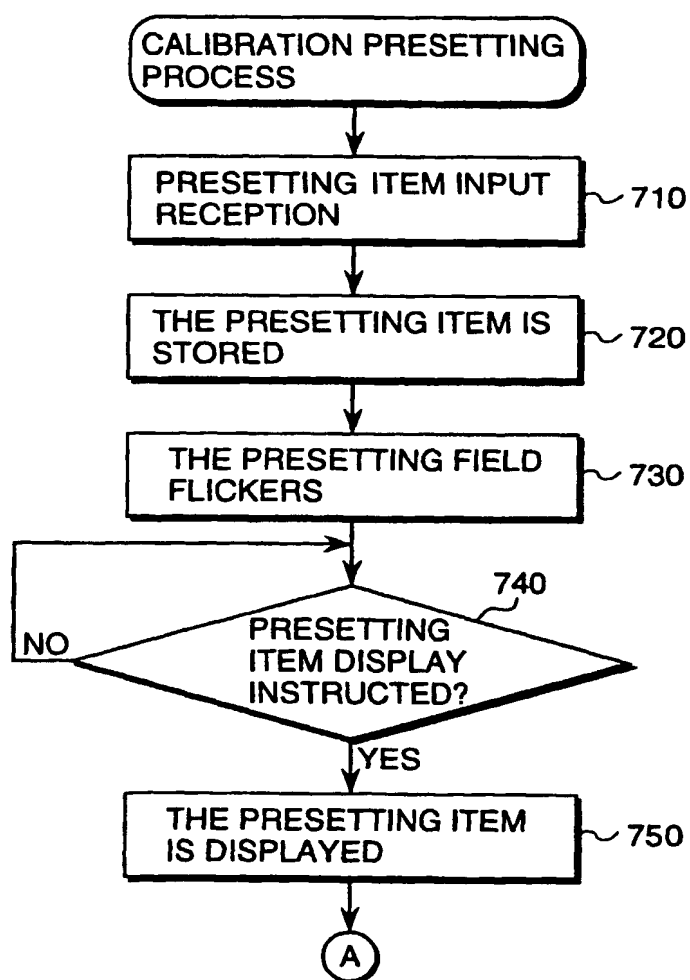 CALIBRATION PRESETTING
PROCESS
PRESETTING ITEM INPUT
RECEPTION
710
THE PRESETTING ITEM IS
STORED
720
THE PRESETTING FIELD
FLICKERS
730
740
NO
PRESETTING
ITEM DISPLAY
INSTRUCTED?
YES
THE PRESETTING ITEM
IS DISPLAYED
750
A